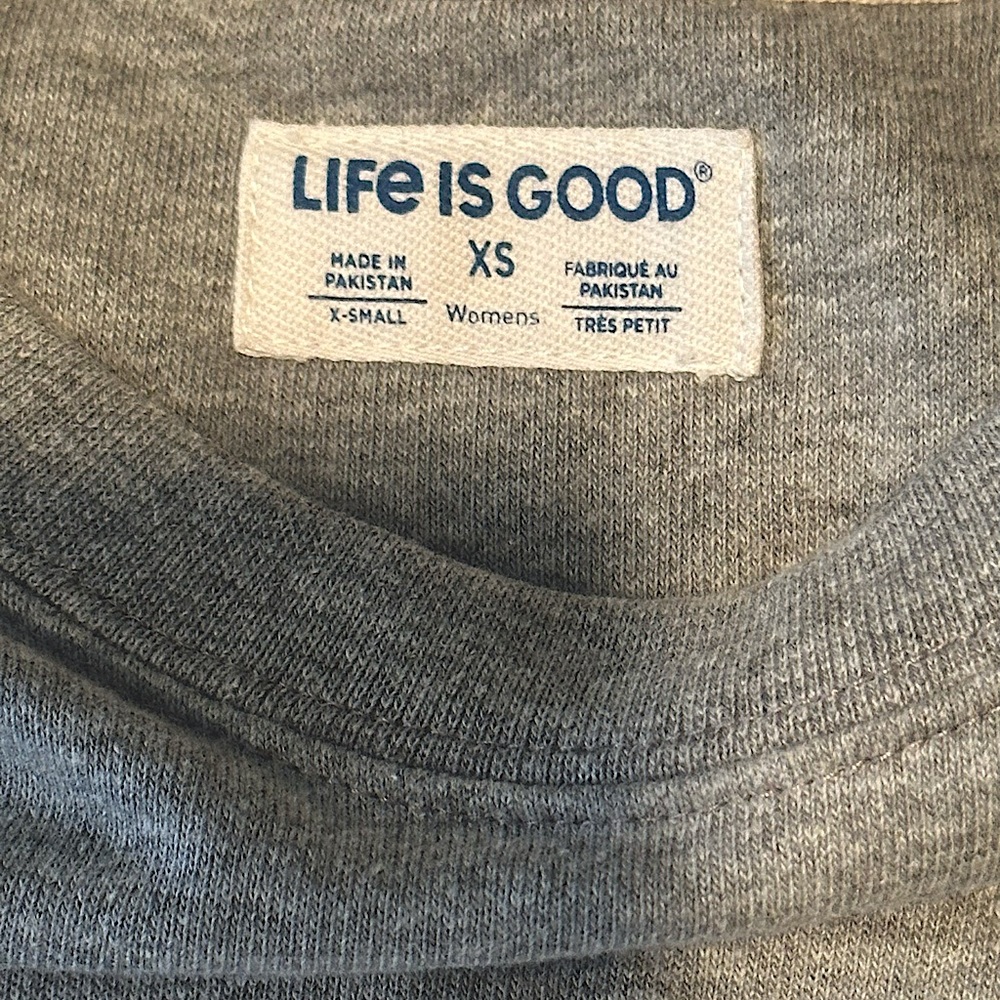 LIFe IS GOOD®
XS
MADE IN
PAKISTAN
X-SMALL
Womens
FABRIQUÉ AU
PAKISTAN
TRÈS PETIT